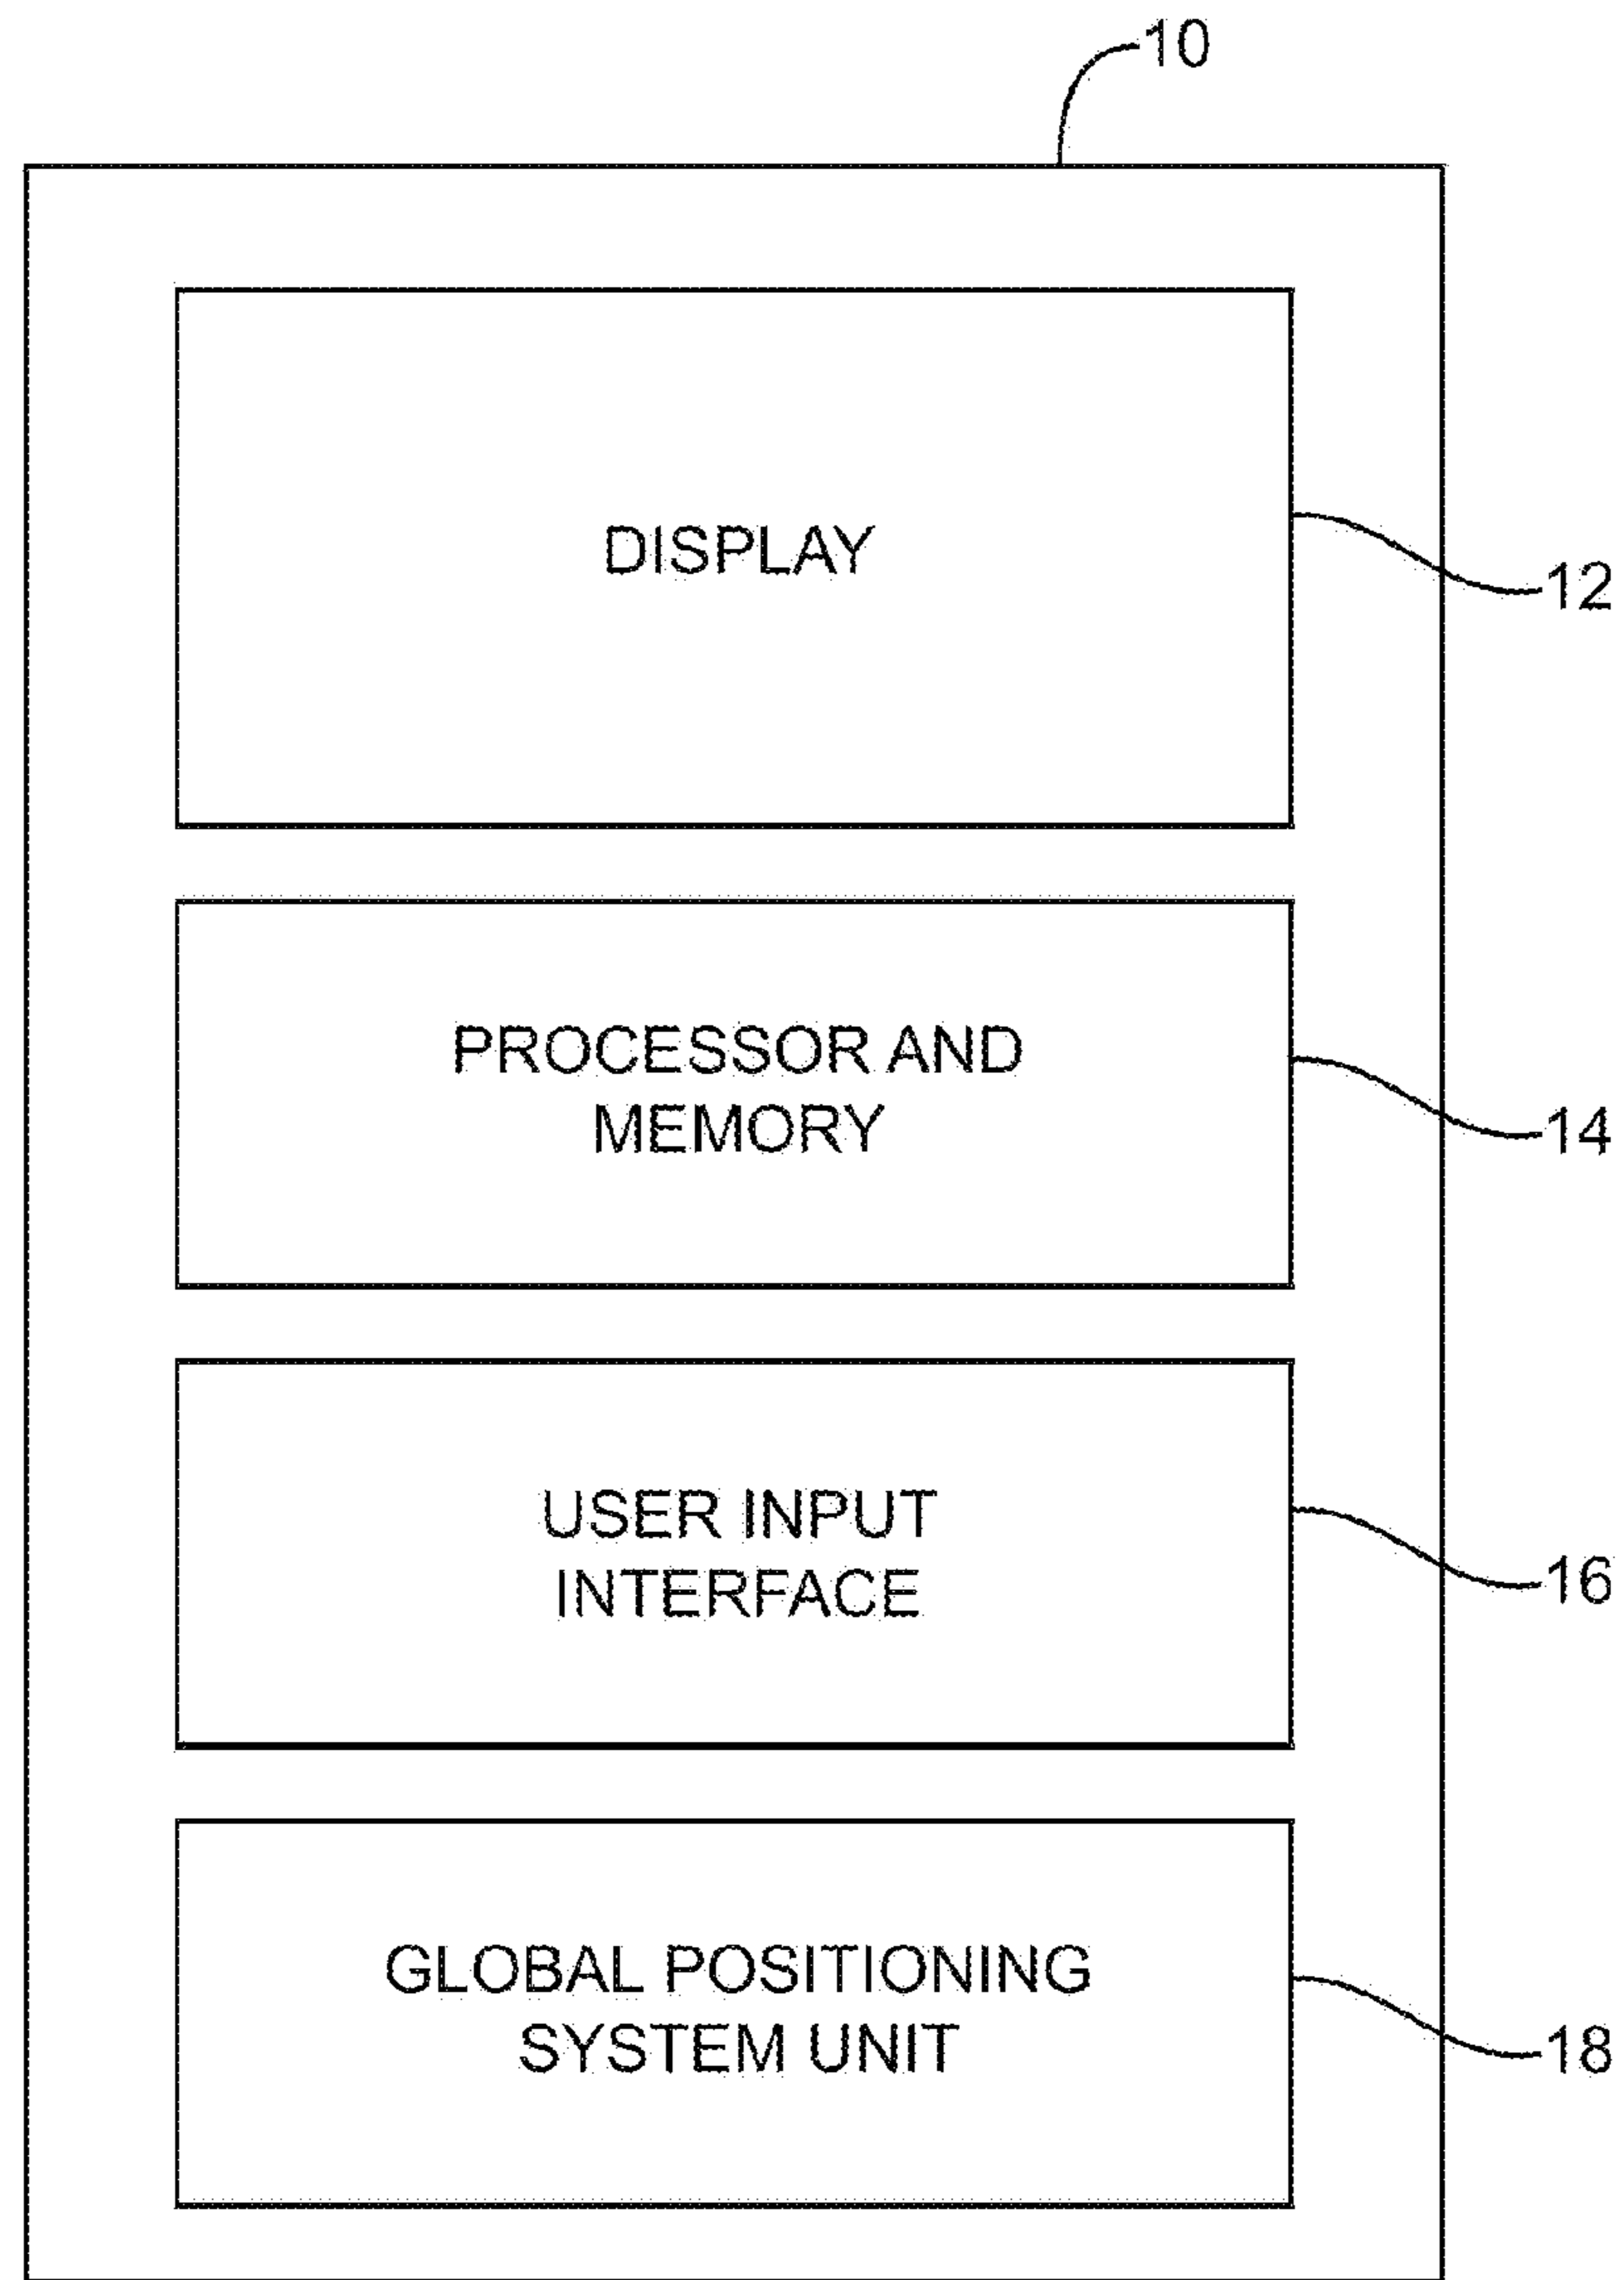 10
DISPLAY
12
PROCESSOR AND
MEMORY
14
USER INPUT
INTERFACE
16
GLOBAL POSITIONING
SYSTEM UNIT
18